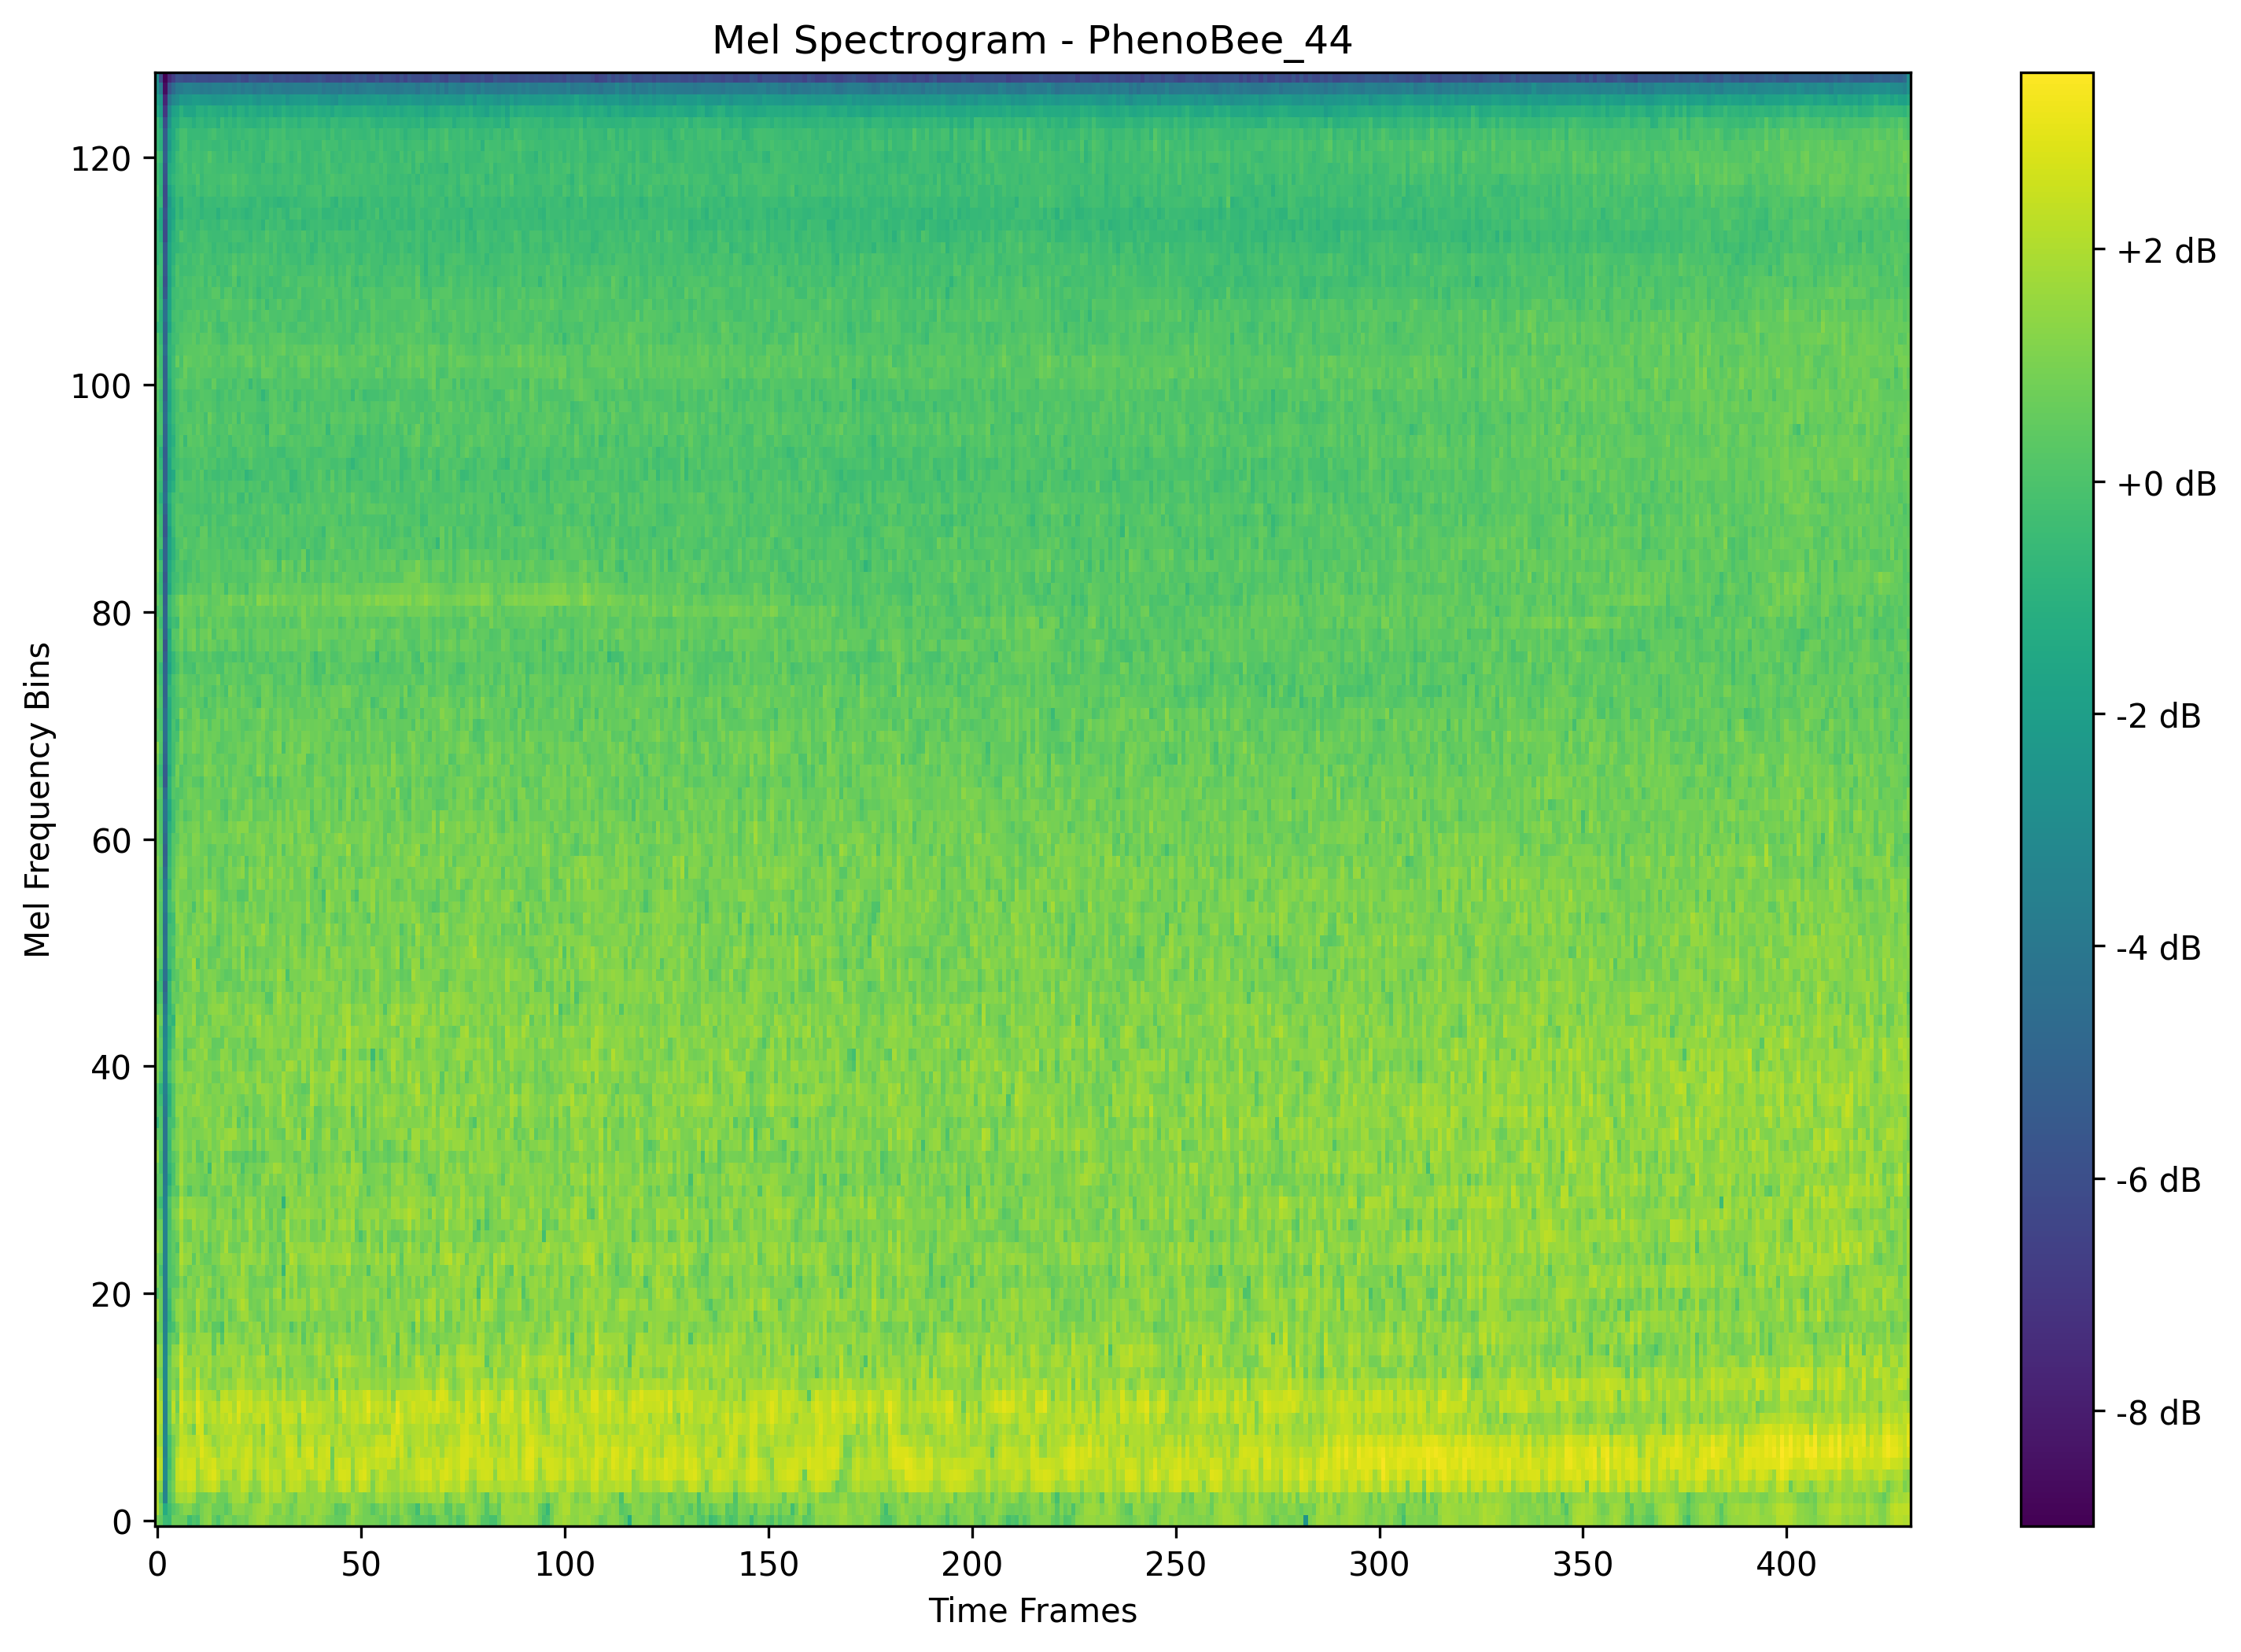 Mel Spectrogram - PhenoBee_44
Mel Frequency Bins
120
100
80
60
40
20
0
0 50 100 150 200 250 300 350 400
Time Frames
+2 dB
+0 dB
-2 dB
-4 dB
-6 dB
-8 dB